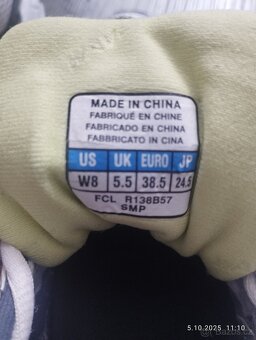 MADE IN CHINA
FABRIQUÉ EN CHINE
FABRICADO EN CHINA
FABBRICATO IN CINA
US UK EURO JP
W8 5.5 38.5 24.5
FCL R138B57
SMP
5.10.2025 11:10